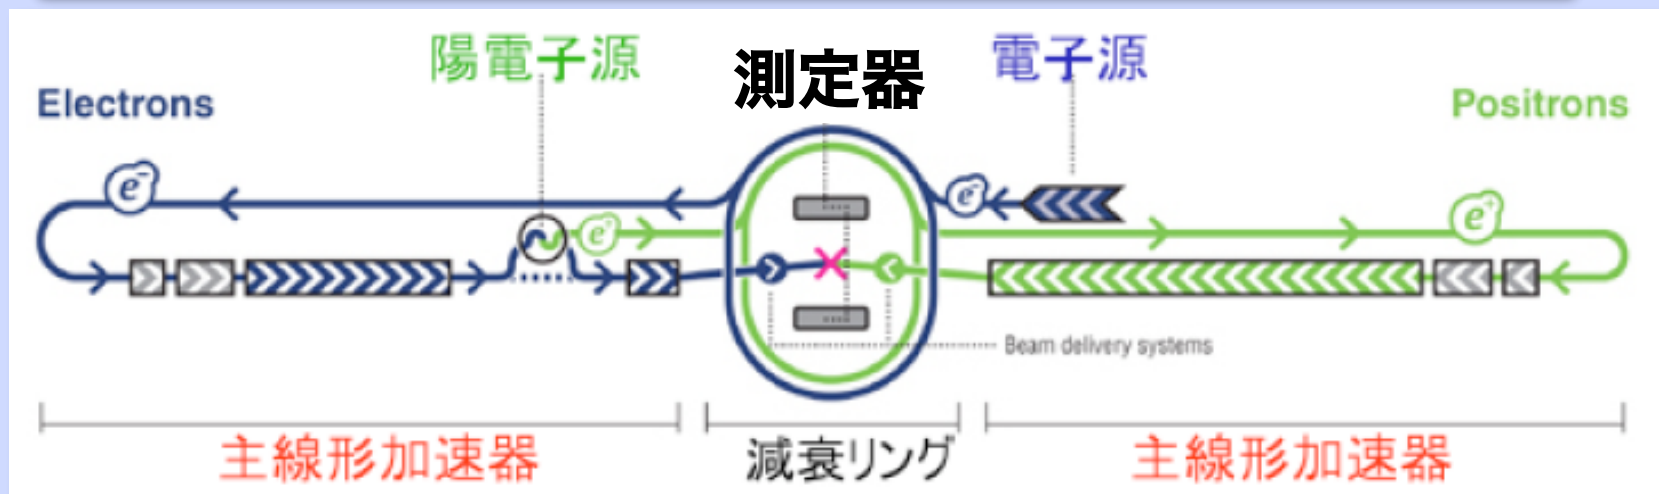 陽電子源
測定器
電子源
Electrons
Positrons
e⁻
e⁻
e⁺
e⁺
Beam delivery systems
主線形加速器
減衰リング
主線形加速器